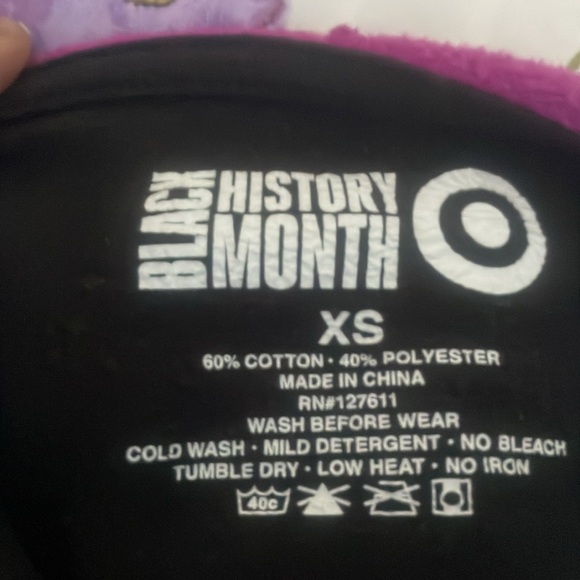 BLACK HISTORY MONTH
XS
60% COTTON · 40% POLYESTER
MADE IN CHINA
RN#127611
WASH BEFORE WEAR
COLD WASH · MILD DETERGENT · NO BLEACH
TUMBLE DRY · LOW HEAT · NO IRON
40c